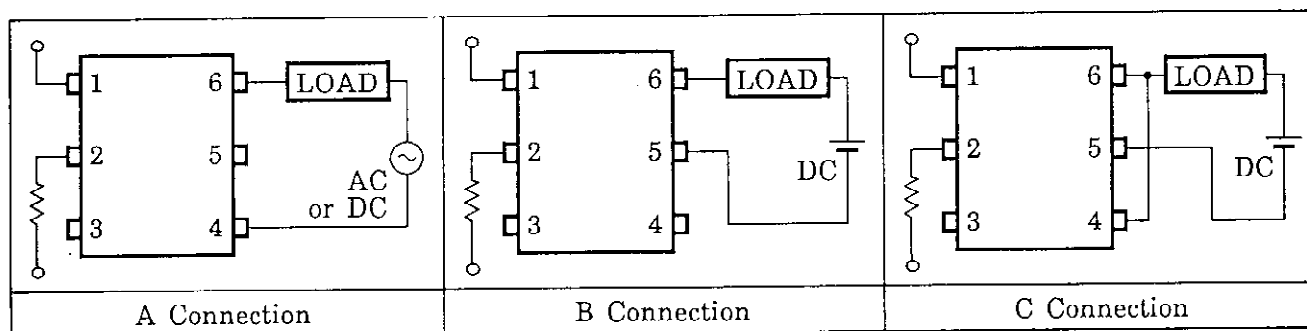 1 6 LOAD
2 5
AC
or DC
3 4
A Connection
1 6 LOAD
2 5
DC
3 4
B Connection
1 6 LOAD
2 5
DC
3 4
C Connection